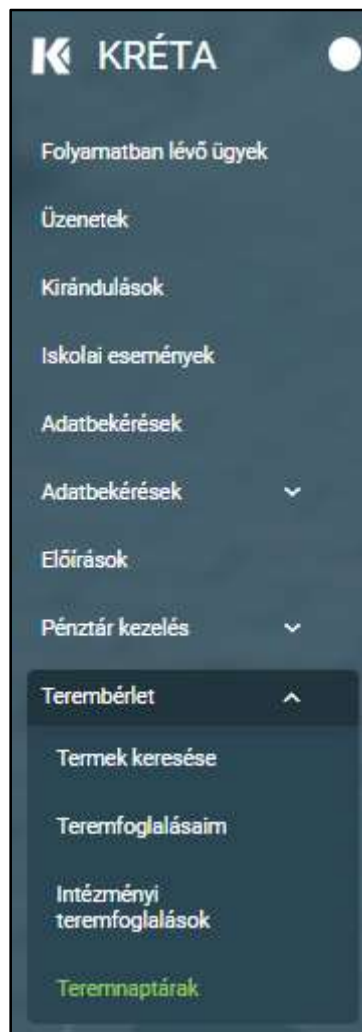 KRÉTA
Folyamatban lévő ügyek
Üzenetek
Kirándulások
Iskolai események
Adatbekérések
Adatbekérések
Előírások
Pénztár kezelés
Terembérlet
Termek keresése
Teremfoglalásaim
Intézményi
teremfoglalások
Teremnaptárak